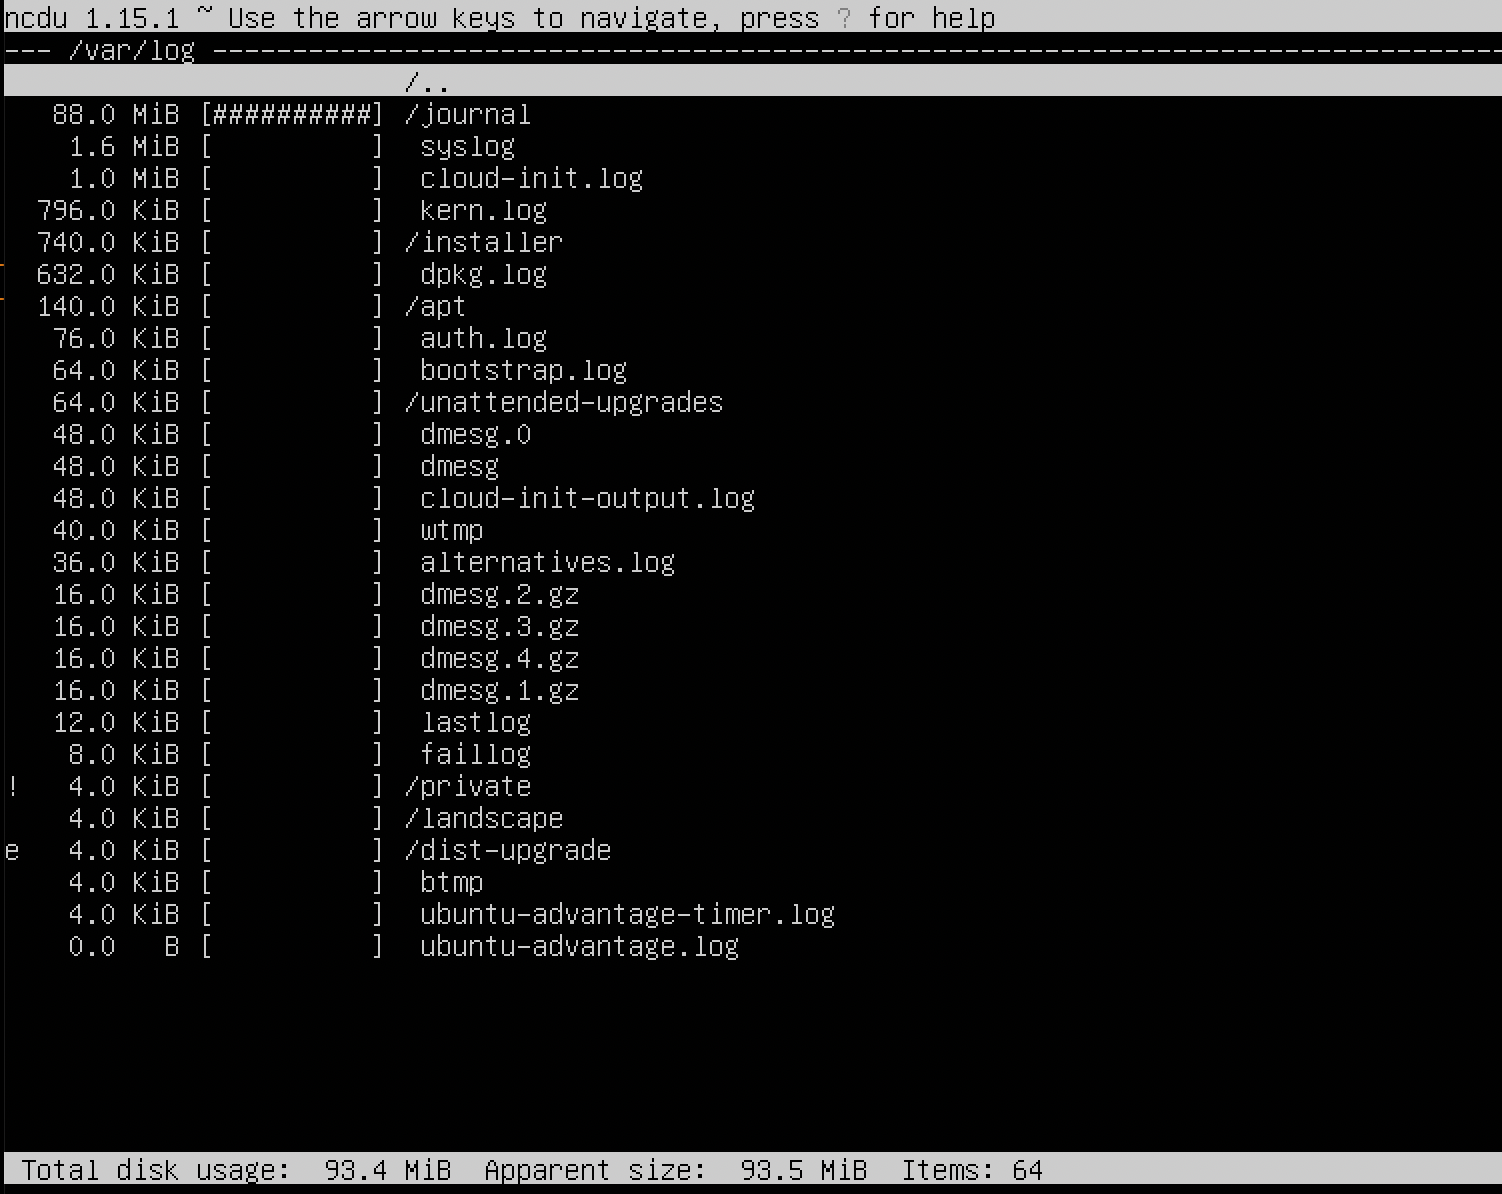 ncdu 1.15.1 ~ Use the arrow keys to navigate, press ? for help
--- /var/log ---------------------------------------------------------------------------------
                         /..
   88.0 MiB [##########] /journal
    1.6 MiB [          ]  syslog
    1.0 MiB [          ]  cloud-init.log
  796.0 KiB [          ]  kern.log
  740.0 KiB [          ] /installer
  632.0 KiB [          ]  dpkg.log
  140.0 KiB [          ] /apt
   76.0 KiB [          ]  auth.log
   64.0 KiB [          ]  bootstrap.log
   64.0 KiB [          ] /unattended-upgrades
   48.0 KiB [          ]  dmesg.0
   48.0 KiB [          ]  dmesg
   48.0 KiB [          ]  cloud-init-output.log
   40.0 KiB [          ]  wtmp
   36.0 KiB [          ]  alternatives.log
   16.0 KiB [          ]  dmesg.2.gz
   16.0 KiB [          ]  dmesg.3.gz
   16.0 KiB [          ]  dmesg.4.gz
   16.0 KiB [          ]  dmesg.1.gz
   12.0 KiB [          ]  lastlog
    8.0 KiB [          ]  faillog
!   4.0 KiB [          ] /private
    4.0 KiB [          ] /landscape
e   4.0 KiB [          ] /dist-upgrade
    4.0 KiB [          ]  btmp
    4.0 KiB [          ]  ubuntu-advantage-timer.log
    0.0   B [          ]  ubuntu-advantage.log
 Total disk usage:  93.4 MiB  Apparent size:  93.5 MiB  Items: 64